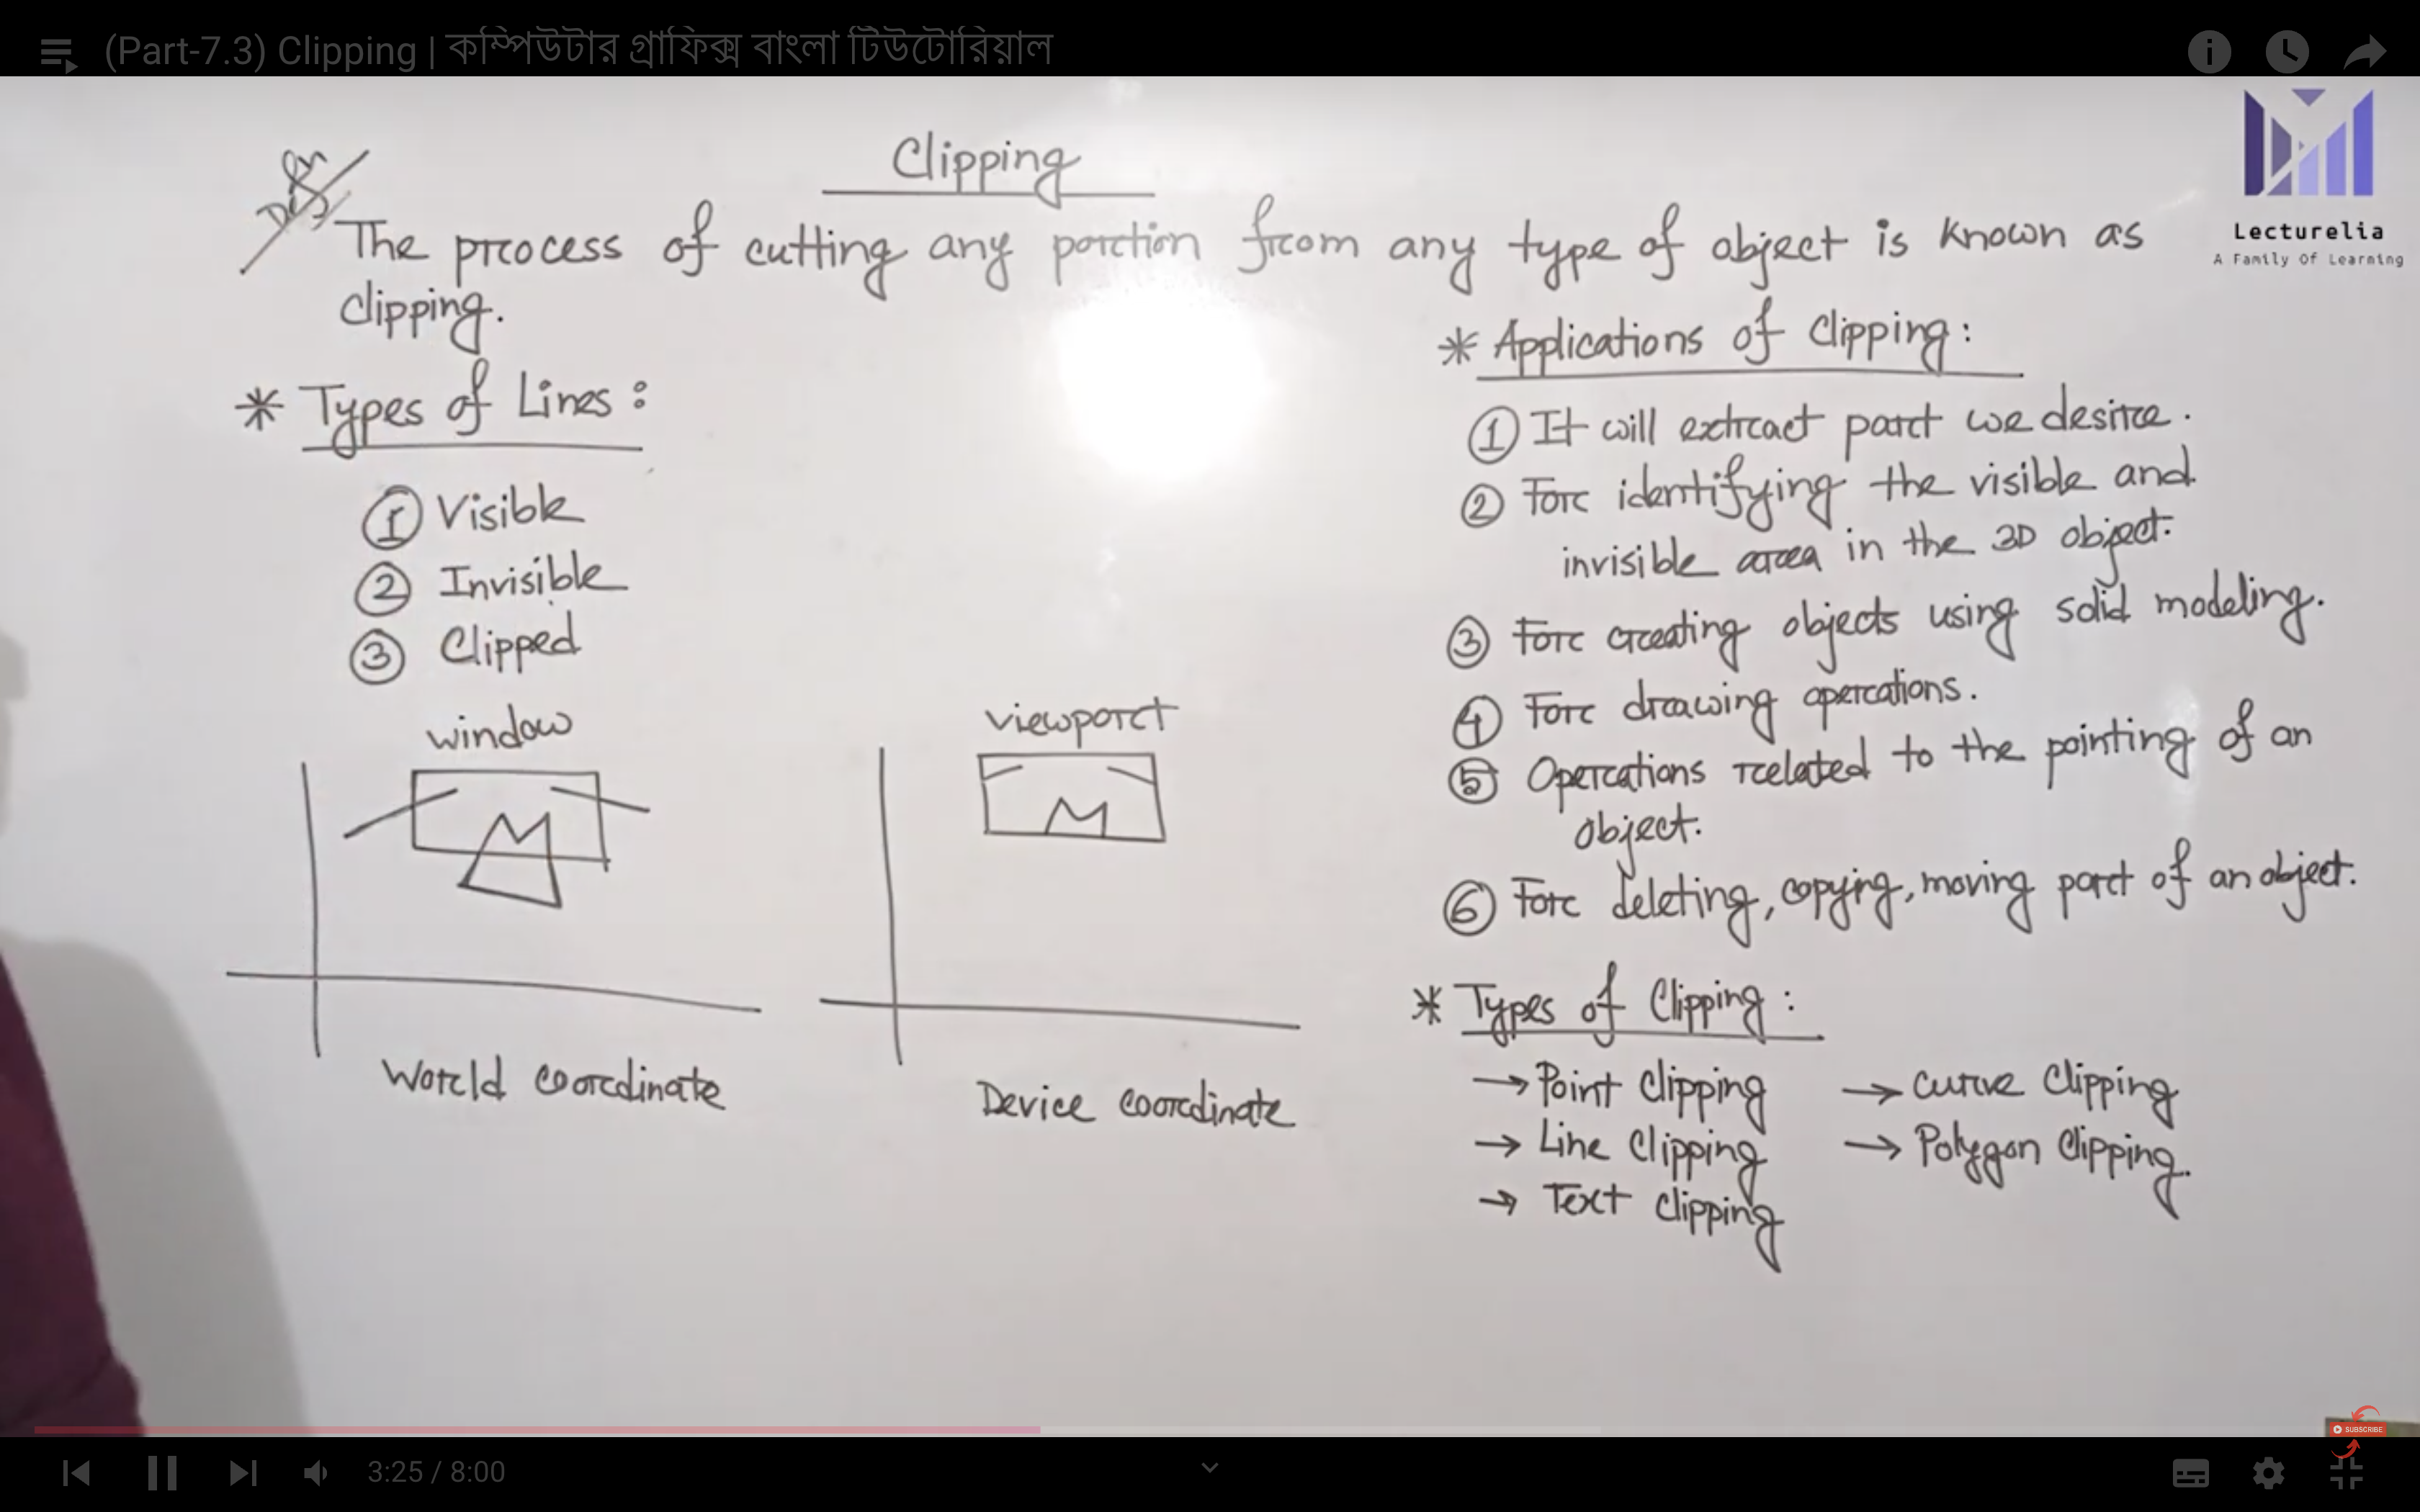 (Part-7.3) Clipping | কম্পিউটার গ্রাফিক্স বাংলা টিউটোরিয়াল
Lecturelia
A Family Of Learning
Clipping
The process of cutting any portion from any type of object is known as
clipping.
* Types of Lines:
① Visible
② Invisible
③ Clipped
window
viewport
World coordinate
Device coordinate
* Applications of Clipping:
① It will extract part we desire.
② For identifying the visible and
invisible area in the 3D object.
③ For creating objects using solid modeling.
④ For drawing operations.
⑤ Operations related to the pointing of an
object.
⑥ For deleting, copying, moving part of an object.
* Types of Clipping:
→ Point Clipping → Curve Clipping
→ Line Clipping → Polygon Clipping.
→ Text Clipping
SUBSCRIBE
3:25 / 8:00